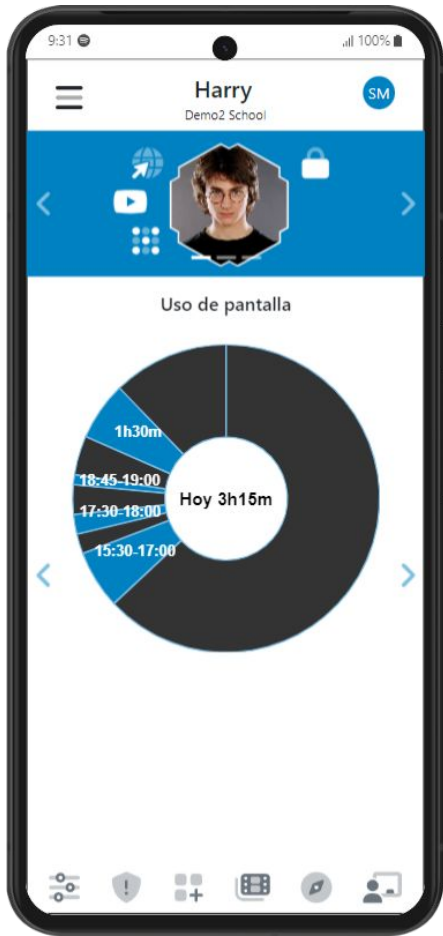 9:31
100%
Harry
SM
Demo2 School
Uso de pantalla
1h30m
18:45-19:00
Hoy 3h15m
17:30-18:00
15:30-17:00